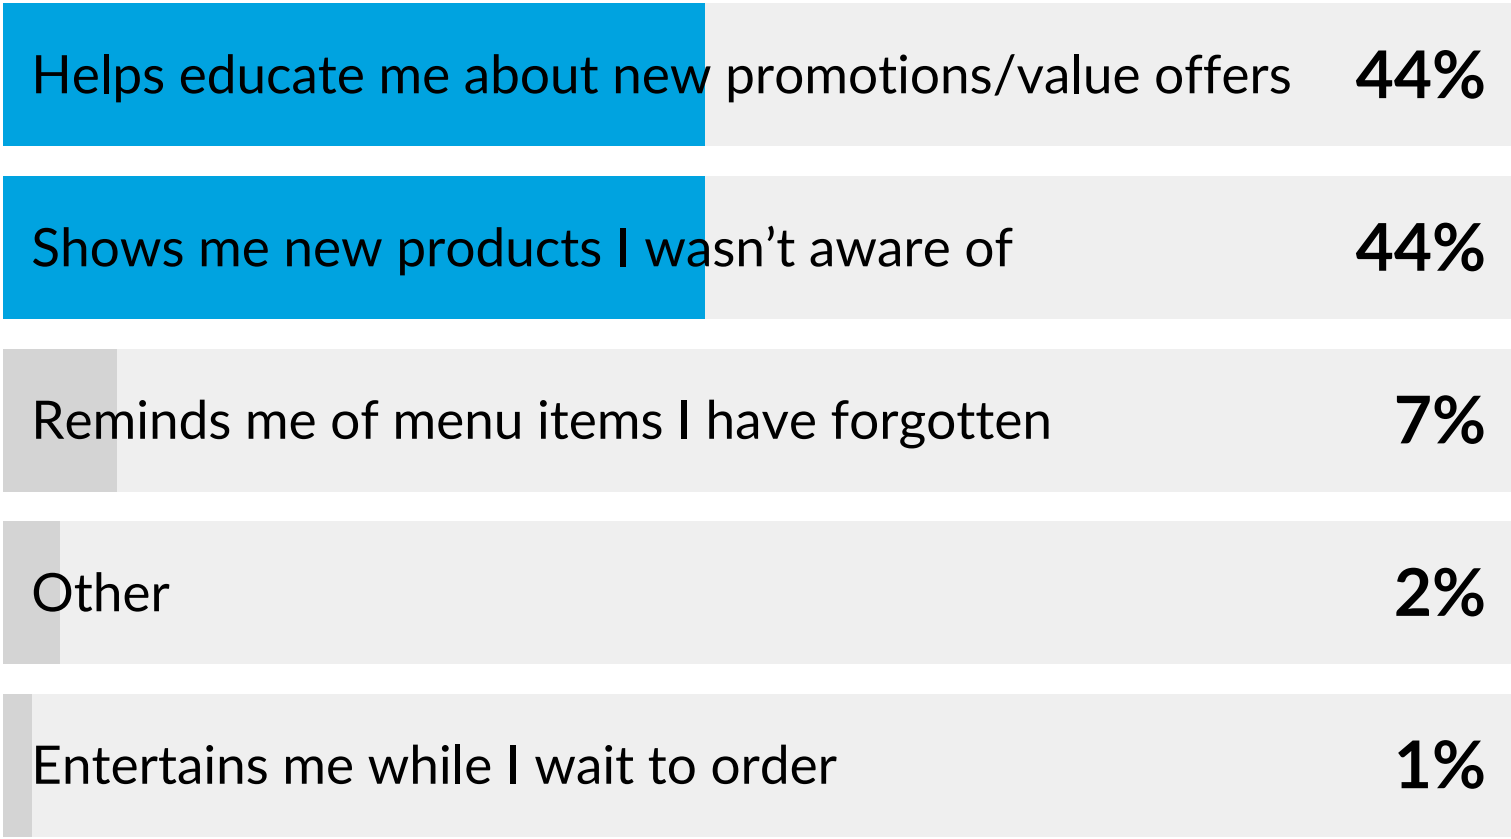 Helps educate me about new promotions/value offers 44%
Shows me new products I wasn’t aware of 44%
Reminds me of menu items I have forgotten 7%
Other 2%
Entertains me while I wait to order 1%